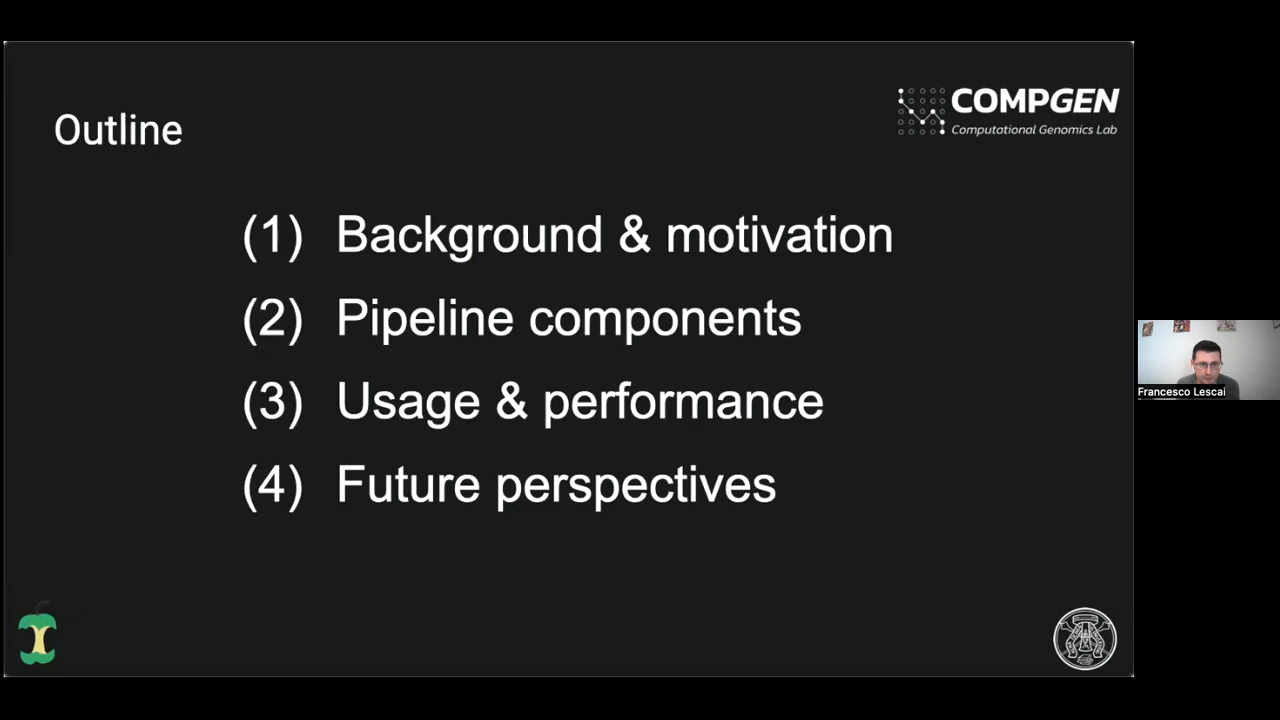 Outline
COMPGEN
Computational Genomics Lab
(1) Background & motivation
(2) Pipeline components
(3) Usage & performance
(4) Future perspectives
Francesco Lescai